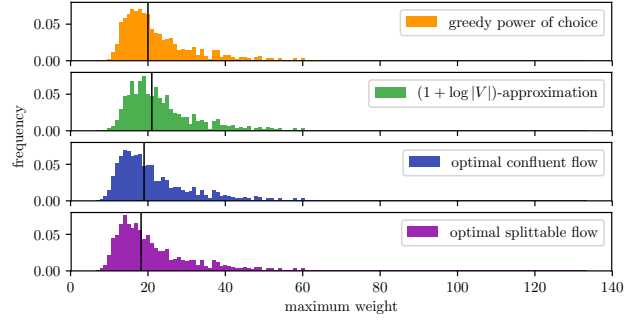 0.05
0.00
greedy power of choice
0.05
0.00
(1 + log |V|)-approximation
frequency
0.05
0.00
optimal confluent flow
0.05
0.00
optimal splittable flow
0 20 40 60 80 100 120 140
maximum weight